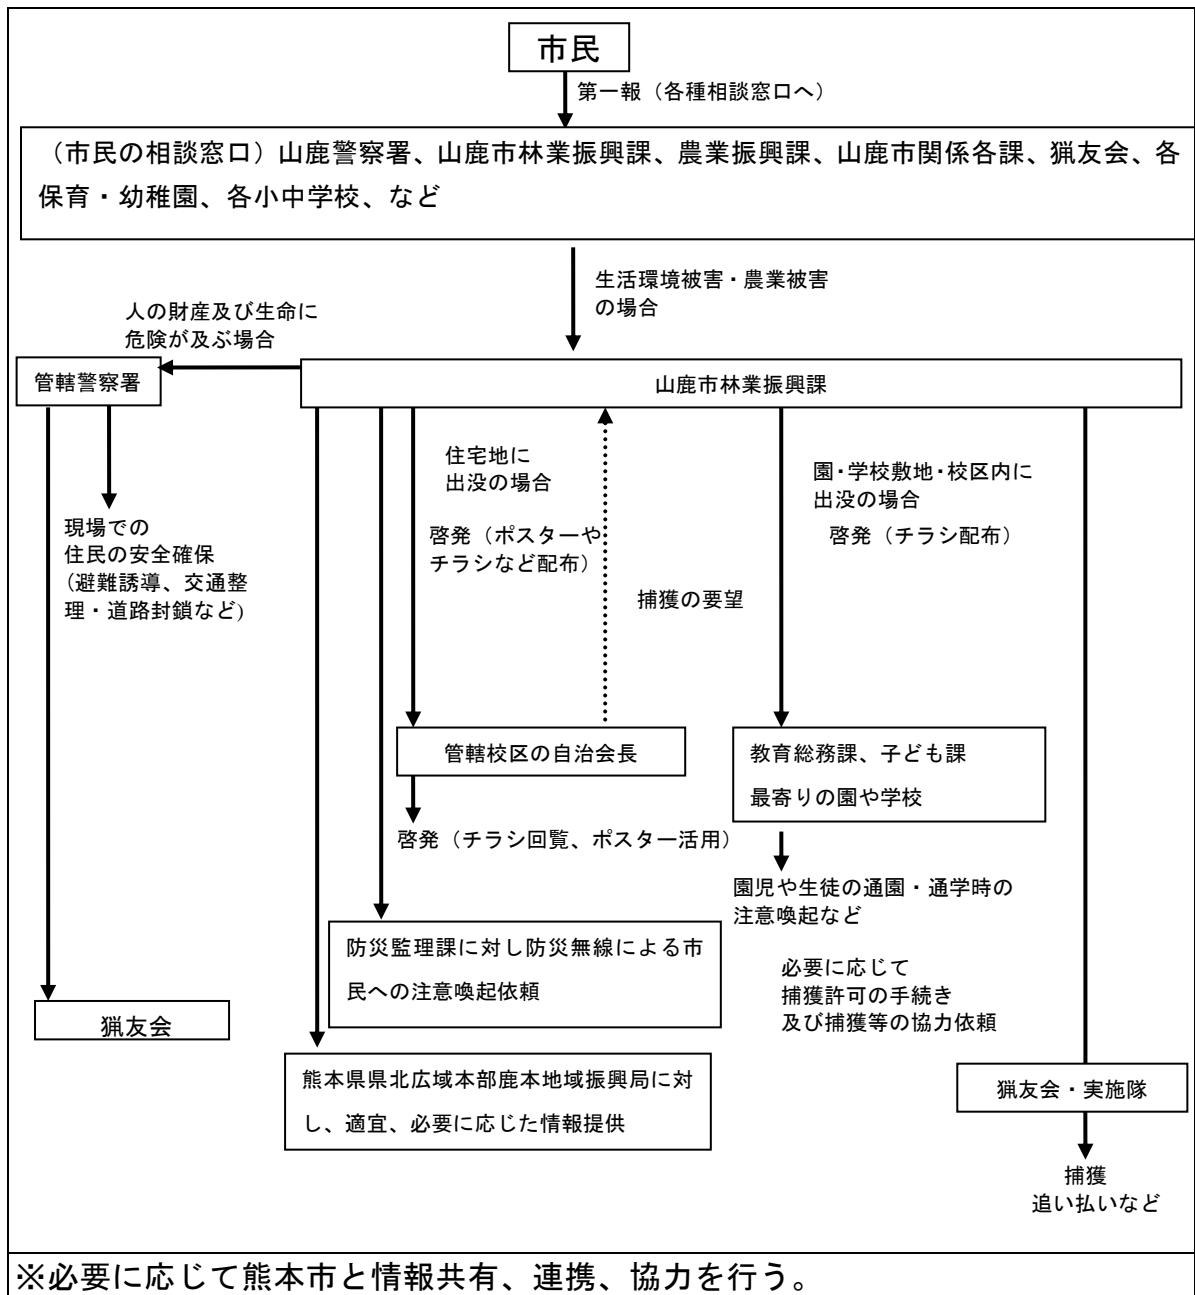 市民
第一報（各種相談窓口へ）
（市民の相談窓口）山鹿警察署、山鹿市林業振興課、農業振興課、山鹿市関係各課、猟友会、各
保育・幼稚園、各小中学校、など
生活環境被害・農業被害
の場合
人の財産及び生命に
危険が及ぶ場合
管轄警察署
山鹿市林業振興課
住宅地に
出没の場合
啓発（ポスターや
チラシなど配布）
捕獲の要望
園・学校敷地・校区内に
出没の場合
啓発（チラシ配布）
現場での
住民の安全確保
(避難誘導、交通整
理・道路封鎖など)
管轄校区の自治会長
啓発（チラシ回覧、ポスター活用）
教育総務課、子ども課
最寄りの園や学校
園児や生徒の通園・通学時の
注意喚起など
防災監理課に対し防災無線による市
民への注意喚起依頼
必要に応じて
捕獲許可の手続き
及び捕獲等の協力依頼
猟友会
熊本県県北広域本部鹿本地域振興局に対
し、適宜、必要に応じた情報提供
猟友会・実施隊
捕獲
追い払いなど
※必要に応じて熊本市と情報共有、連携、協力を行う。